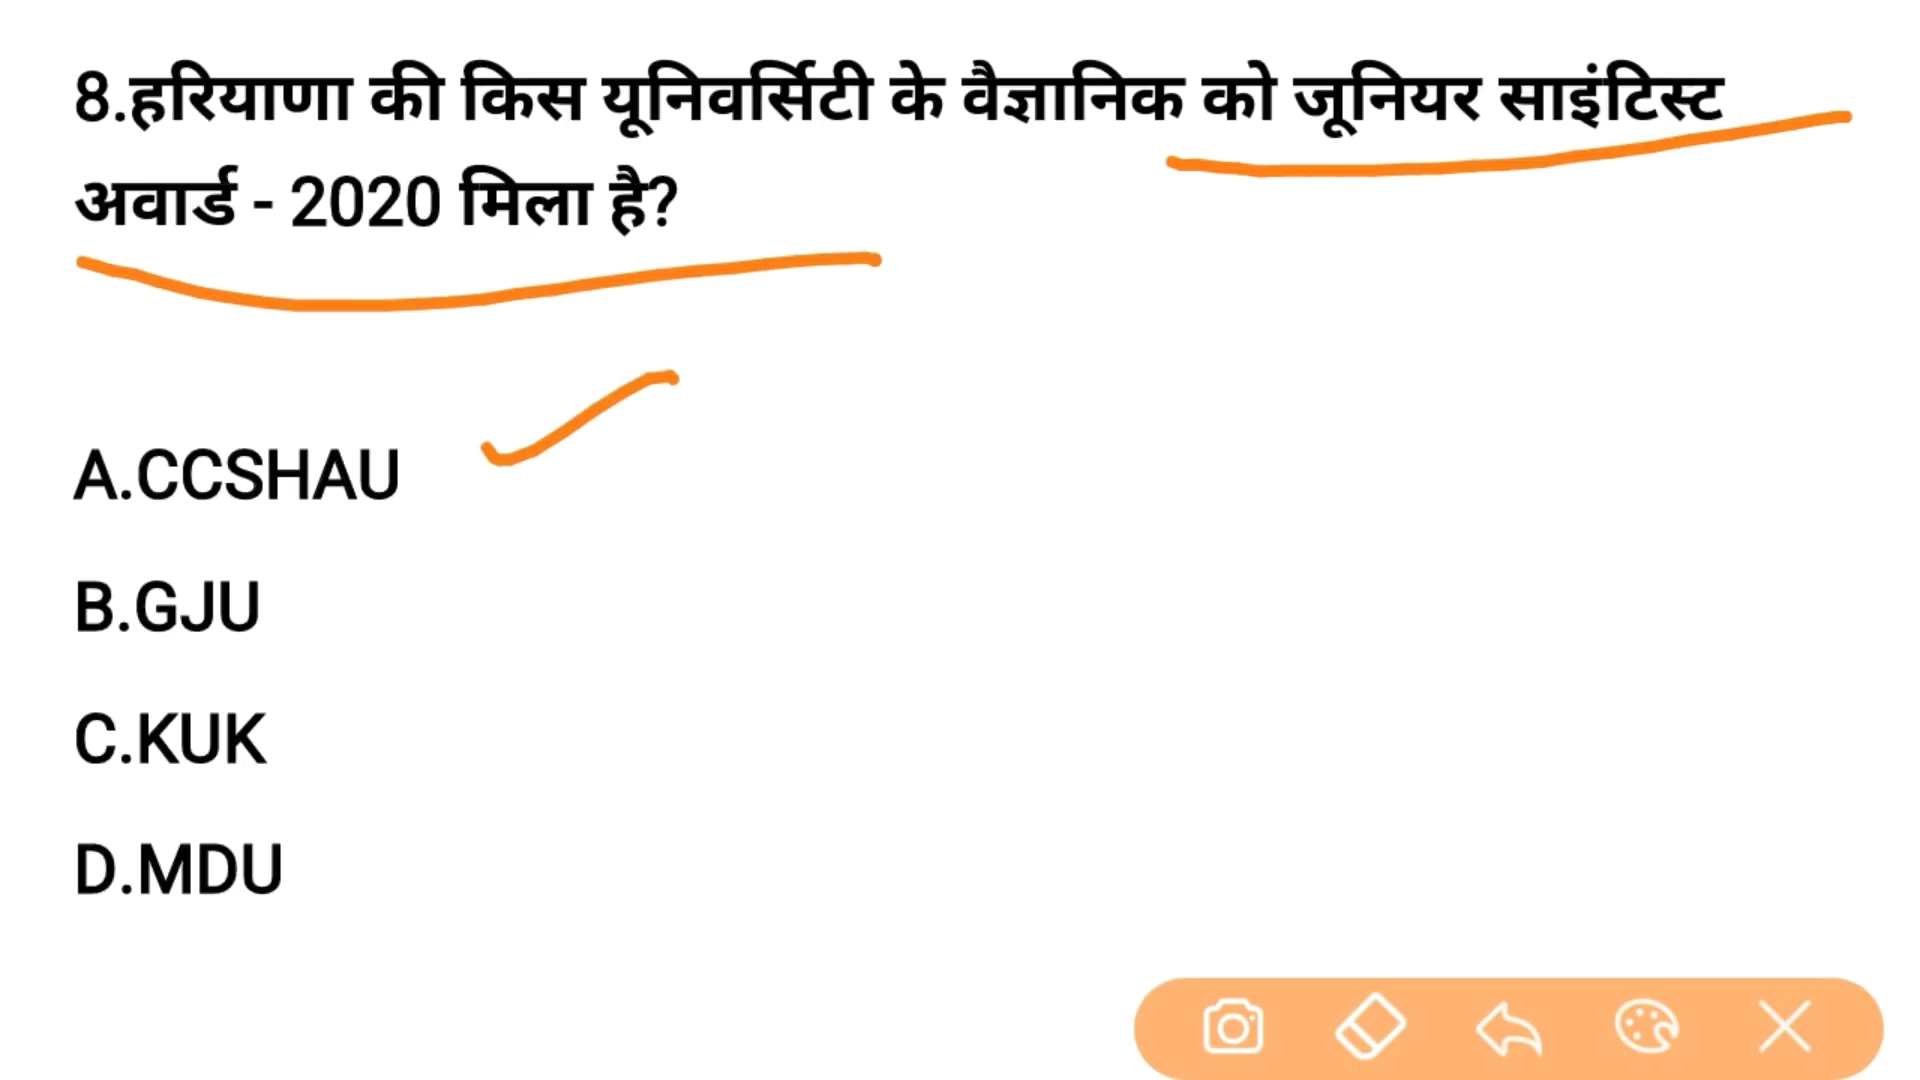 8.हरियाणा की किस यूनिवर्सिटी के वैज्ञानिक को जूनियर साइंटिस्ट
अवार्ड - 2020 मिला है?
A.CCSHAU
B.GJU
C.KUK
D.MDU